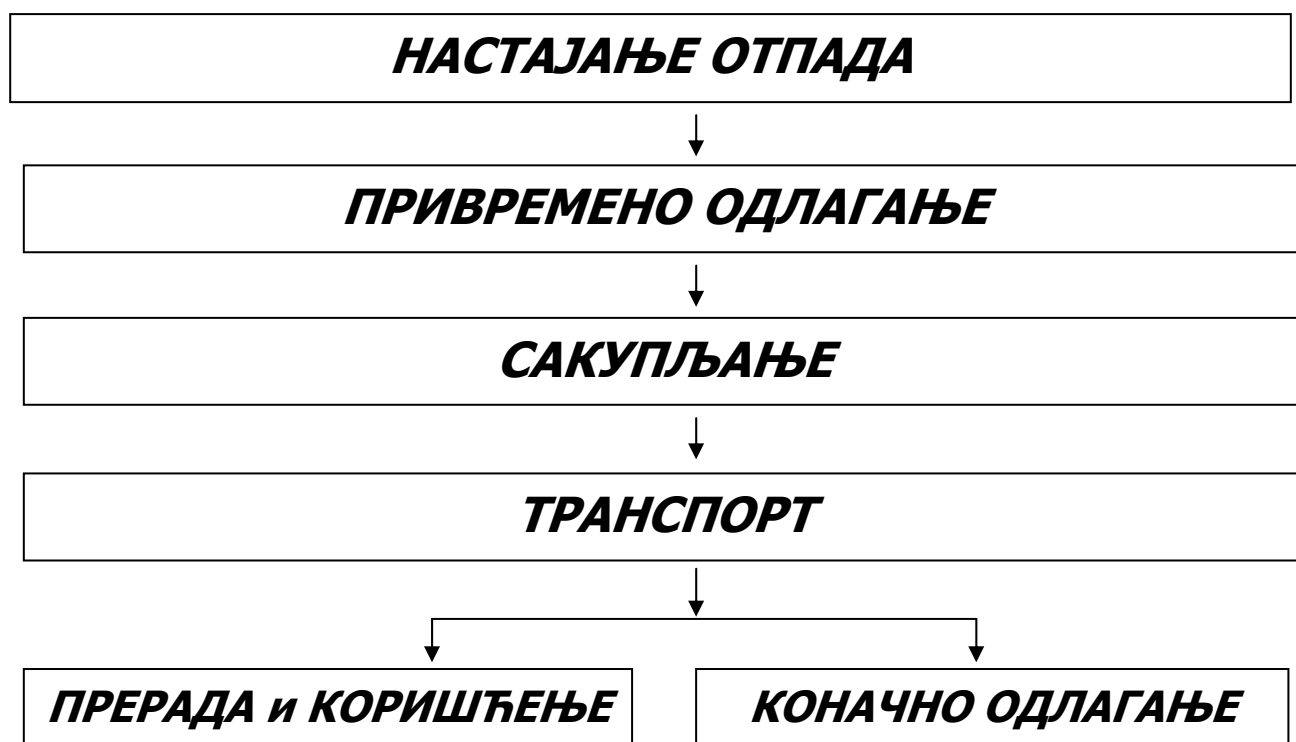 НАСТАЈАЊЕ ОТПАДА
ПРИВРЕМЕНО ОДЛАГАЊЕ
САКУПЉАЊЕ
ТРАНСПОРТ
ПРЕРАДА и КОРИШЋЕЊЕ
КОНАЧНО ОДЛАГАЊЕ